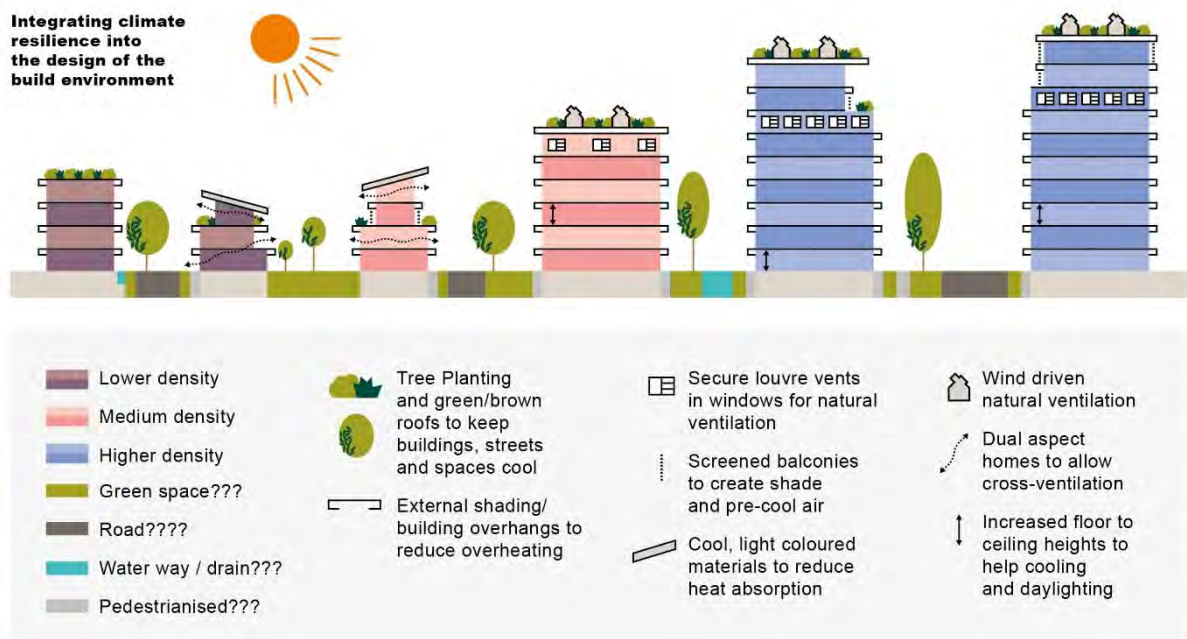 Integrating climate
resilience into
the design of the
build environment
Lower density
Medium density
Higher density
Green space???
Road????
Water way / drain???
Pedestrianised???
Tree Planting
and green/brown
roofs to keep
buildings, streets
and spaces cool
External shading/
building overhangs to
reduce overheating
Secure louvre vents
in windows for natural
ventilation
Screened balconies
to create shade
and pre-cool air
Cool, light coloured
materials to reduce
heat absorption
Wind driven
natural ventilation
Dual aspect
homes to allow
cross-ventilation
Increased floor to
ceiling heights to
help cooling
and daylighting